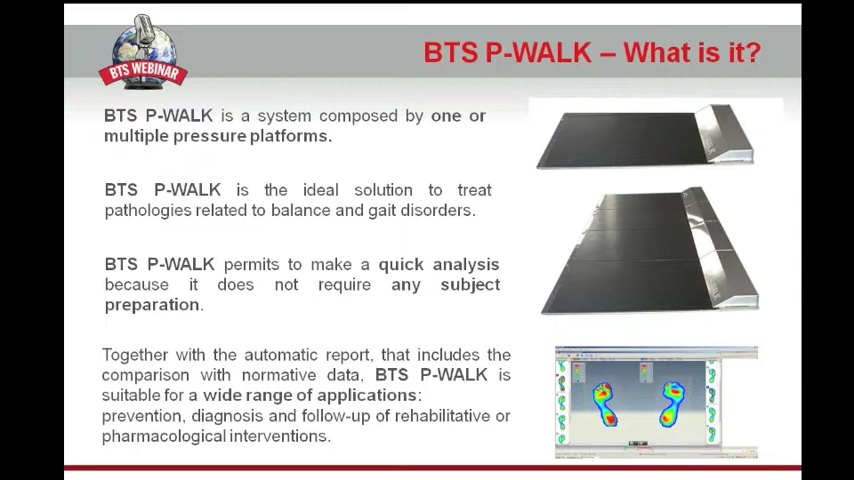 BTS WEBINAR
BTS P-WALK – What is it?
BTS P-WALK is a system composed by one or
multiple pressure platforms.
BTS P-WALK is the ideal solution to treat
pathologies related to balance and gait disorders.
BTS P-WALK permits to make a quick analysis
because it does not require any subject
preparation.
Together with the automatic report, that includes the
comparison with normative data, BTS P-WALK is
suitable for a wide range of applications:
prevention, diagnosis and follow-up of rehabilitative or
pharmacological interventions.